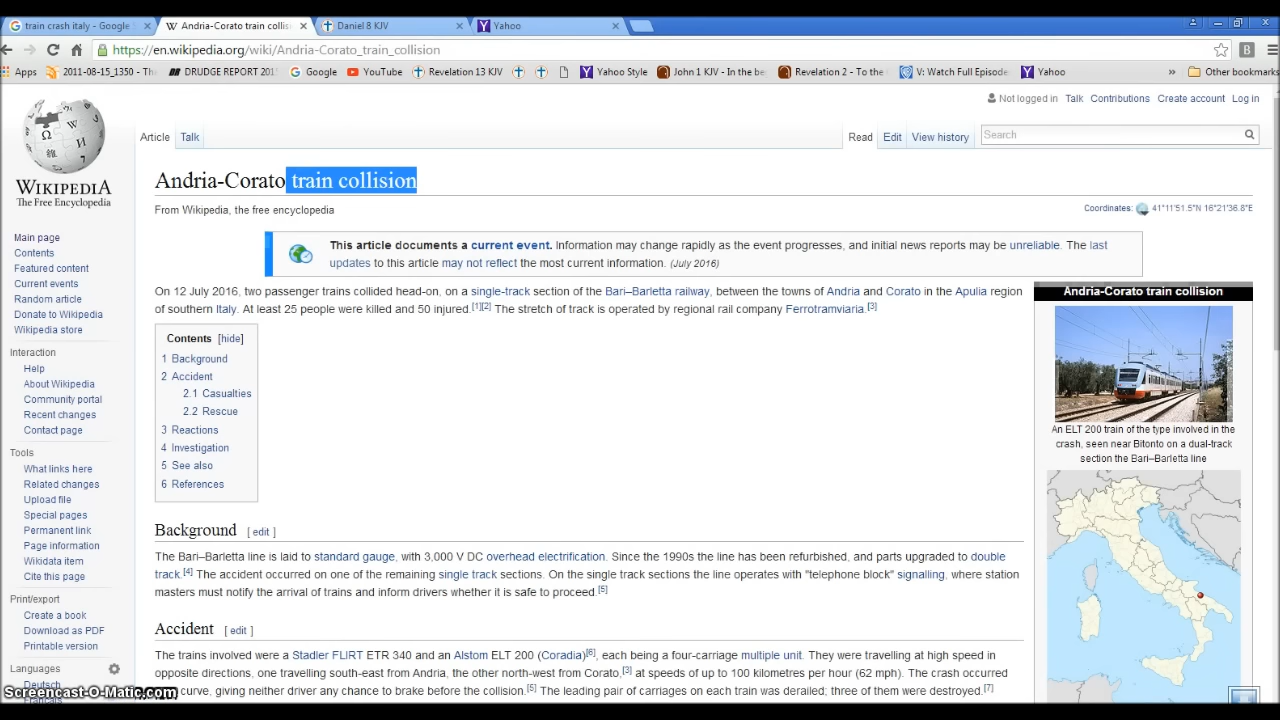 train crash italy - Google
Andria-Corato train collis
Daniel 8 KJV
Yahoo
https://en.wikipedia.org/wiki/Andria-Corato_train_collision
Apps
2011-08-15_1350 - Th
DRUDGE REPORT 201
Google
YouTube
Revelation 13 KJV
Yahoo Style
John 1 KJV - In the be
Revelation 2 - To the
V: Watch Full Episode
Yahoo
»
Other bookmarks
Not logged in Talk Contributions Create account Log in
Article Talk
Read Edit View history
Search
WIKIPEDIA
The Free Encyclopedia
Main page
Contents
Featured content
Current events
Random article
Donate to Wikipedia
Wikipedia store
Interaction
Help
About Wikipedia
Community portal
Recent changes
Contact page
Tools
What links here
Related changes
Upload file
Special pages
Permanent link
Page information
Wikidata item
Cite this page
Print/export
Create a book
Download as PDF
Printable version
Languages
Deutsch
Français
Andria-Corato train collision
From Wikipedia, the free encyclopedia
Coordinates: 41°11'51.5"N 16°21'36.8"E
This article documents a current event. Information may change rapidly as the event progresses, and initial news reports may be unreliable. The last
updates to this article may not reflect the most current information. (July 2016)
On 12 July 2016, two passenger trains collided head-on, on a single-track section of the Bari–Barletta railway, between the towns of Andria and Corato in the Apulia region
of southern Italy. At least 25 people were killed and 50 injured.[1][2] The stretch of track is operated by regional rail company Ferrotramviaria.[3]
Contents [hide]
1 Background
2 Accident
2.1 Casualties
2.2 Rescue
3 Reactions
4 Investigation
5 See also
6 References
Andria-Corato train collision
An ELT 200 train of the type involved in the
crash, seen near Bitonto on a dual-track
section the Bari–Barletta line
Background [ edit ]
The Bari–Barletta line is laid to standard gauge, with 3,000 V DC overhead electrification. Since the 1990s the line has been refurbished, and parts upgraded to double
track.[4] The accident occurred on one of the remaining single track sections. On the single track sections the line operates with "telephone block" signalling, where station
masters must notify the arrival of trains and inform drivers whether it is safe to proceed.[5]
Accident [ edit ]
The trains involved were a Stadler FLIRT ETR 340 and an Alstom ELT 200 (Coradia)[6], each being a four-carriage multiple unit. They were travelling at high speed in
opposite directions, one travelling south-east from Andria, the other north-west from Corato,[3] at speeds of up to 100 kilometres per hour (62 mph). The crash occurred
curve, giving neither driver any chance to brake before the collision.[5] The leading pair of carriages on each train was derailed; three of them were destroyed.[7]
Screencast-O-Matic.com